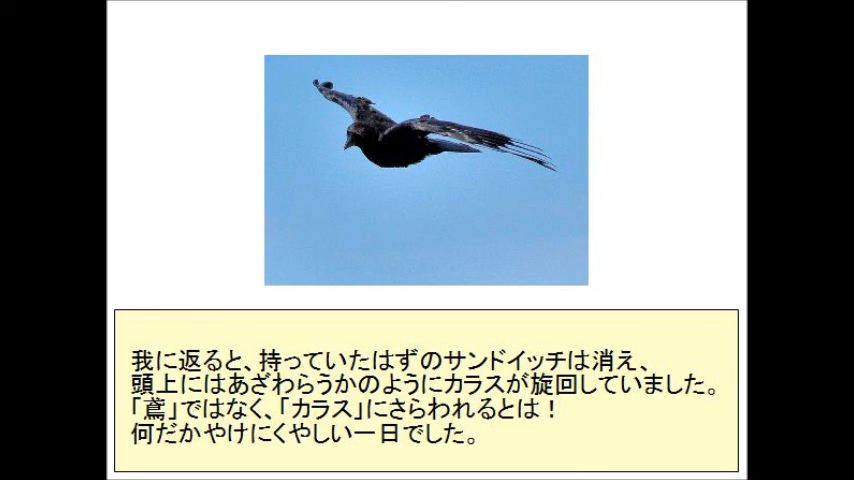 我に返ると、持っていたはずのサンドイッチは消え、
頭上にはあざわらうかのようにカラスが旋回していました。
「鳶」ではなく、「カラス」にさらわれるとは！
何だかやけにくやしい一日でした。